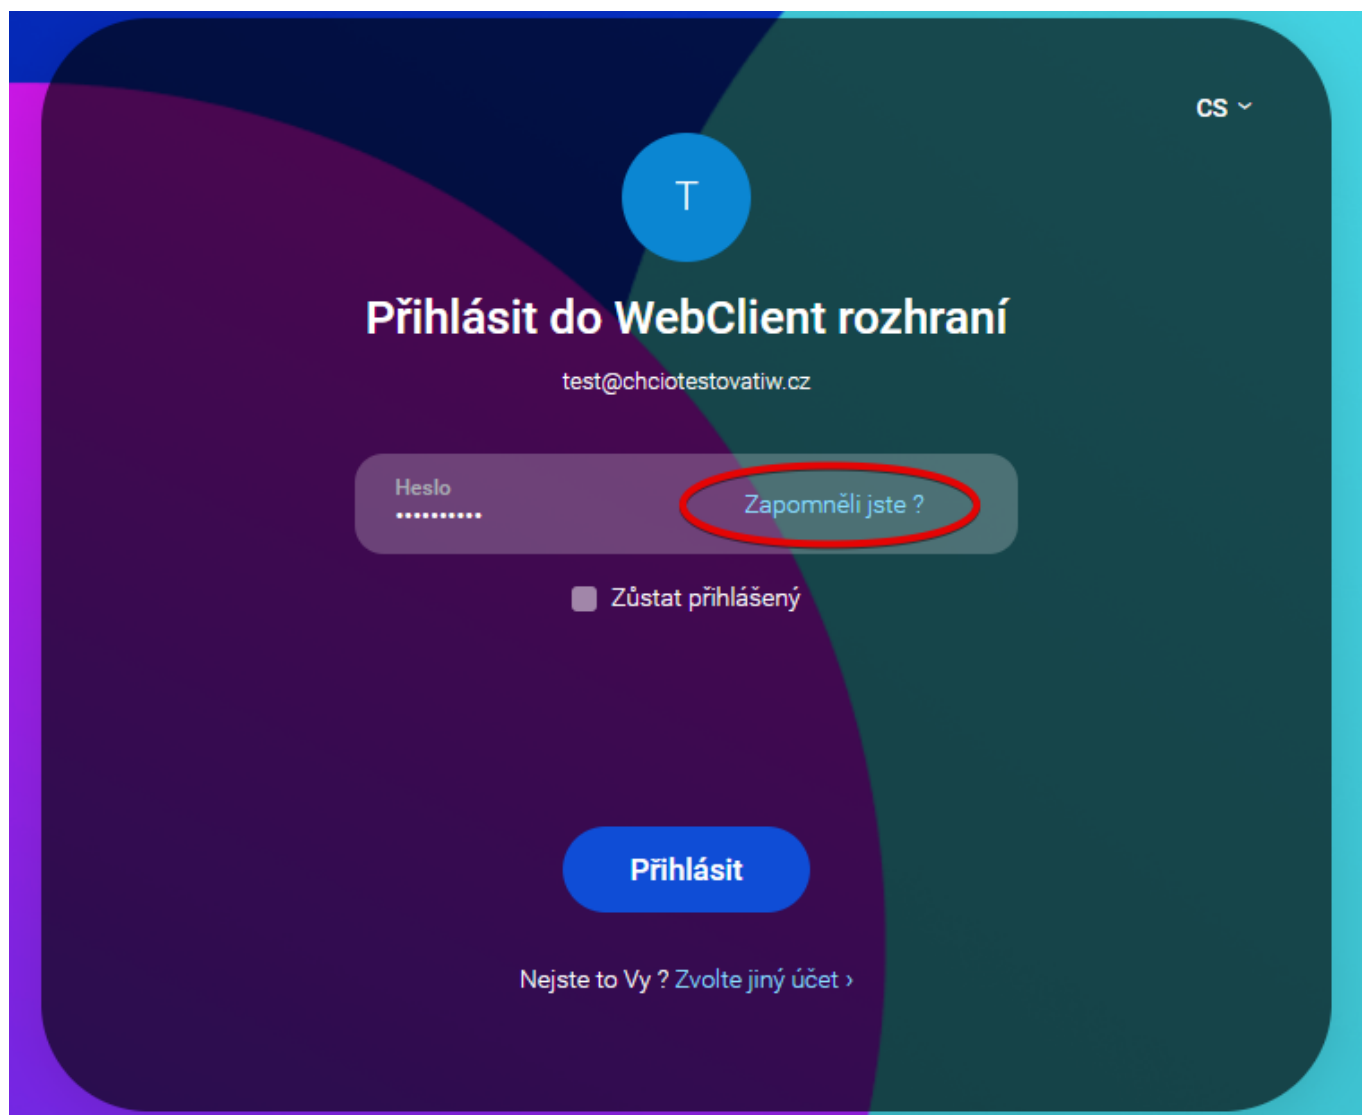 CS
T
Přihlásit do WebClient rozhraní
test@chciotestovatiw.cz
Heslo
Zapomněli jste ?
Zůstat přihlášený
Přihlásit
Nejste to Vy ? Zvolte jiný účet ›